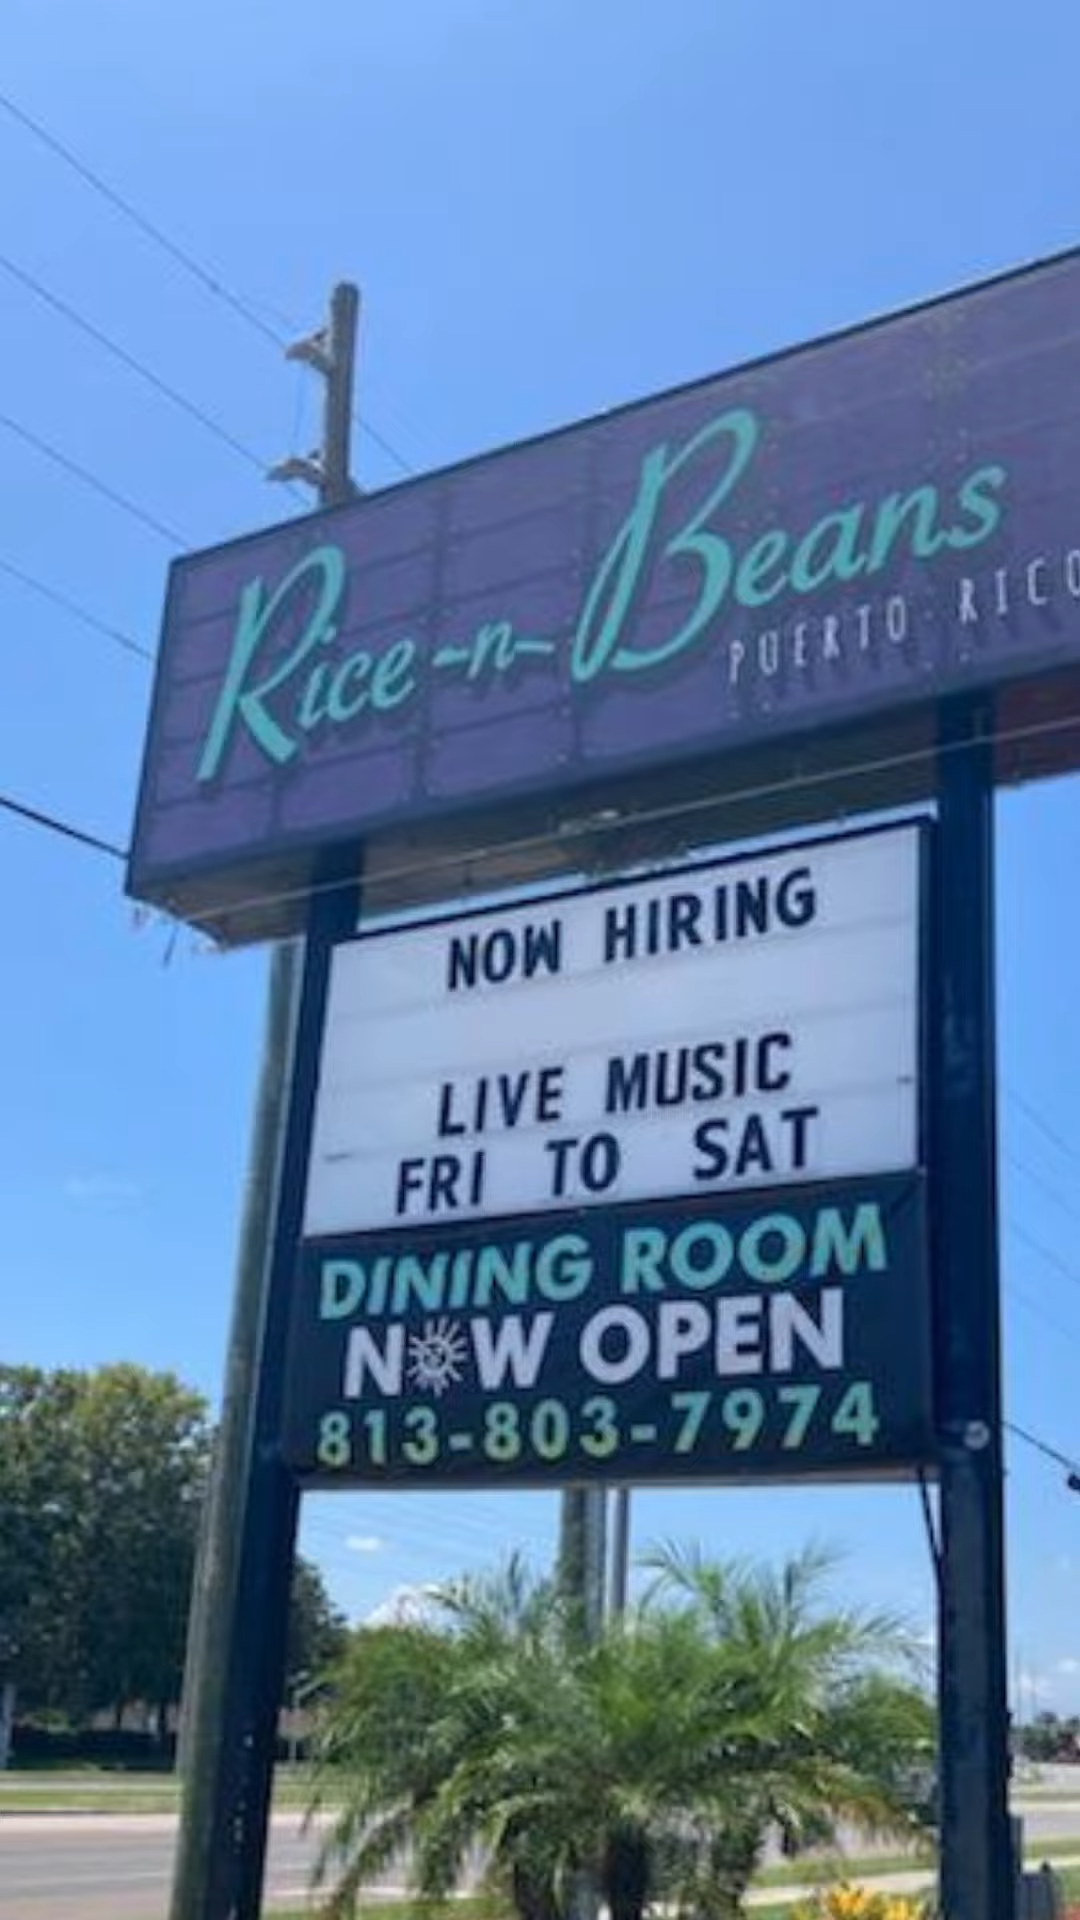 Rice-n-Beans
PUERTO RICO
NOW HIRING
LIVE MUSIC
FRI TO SAT
DINING ROOM
NOW OPEN
813-803-7974